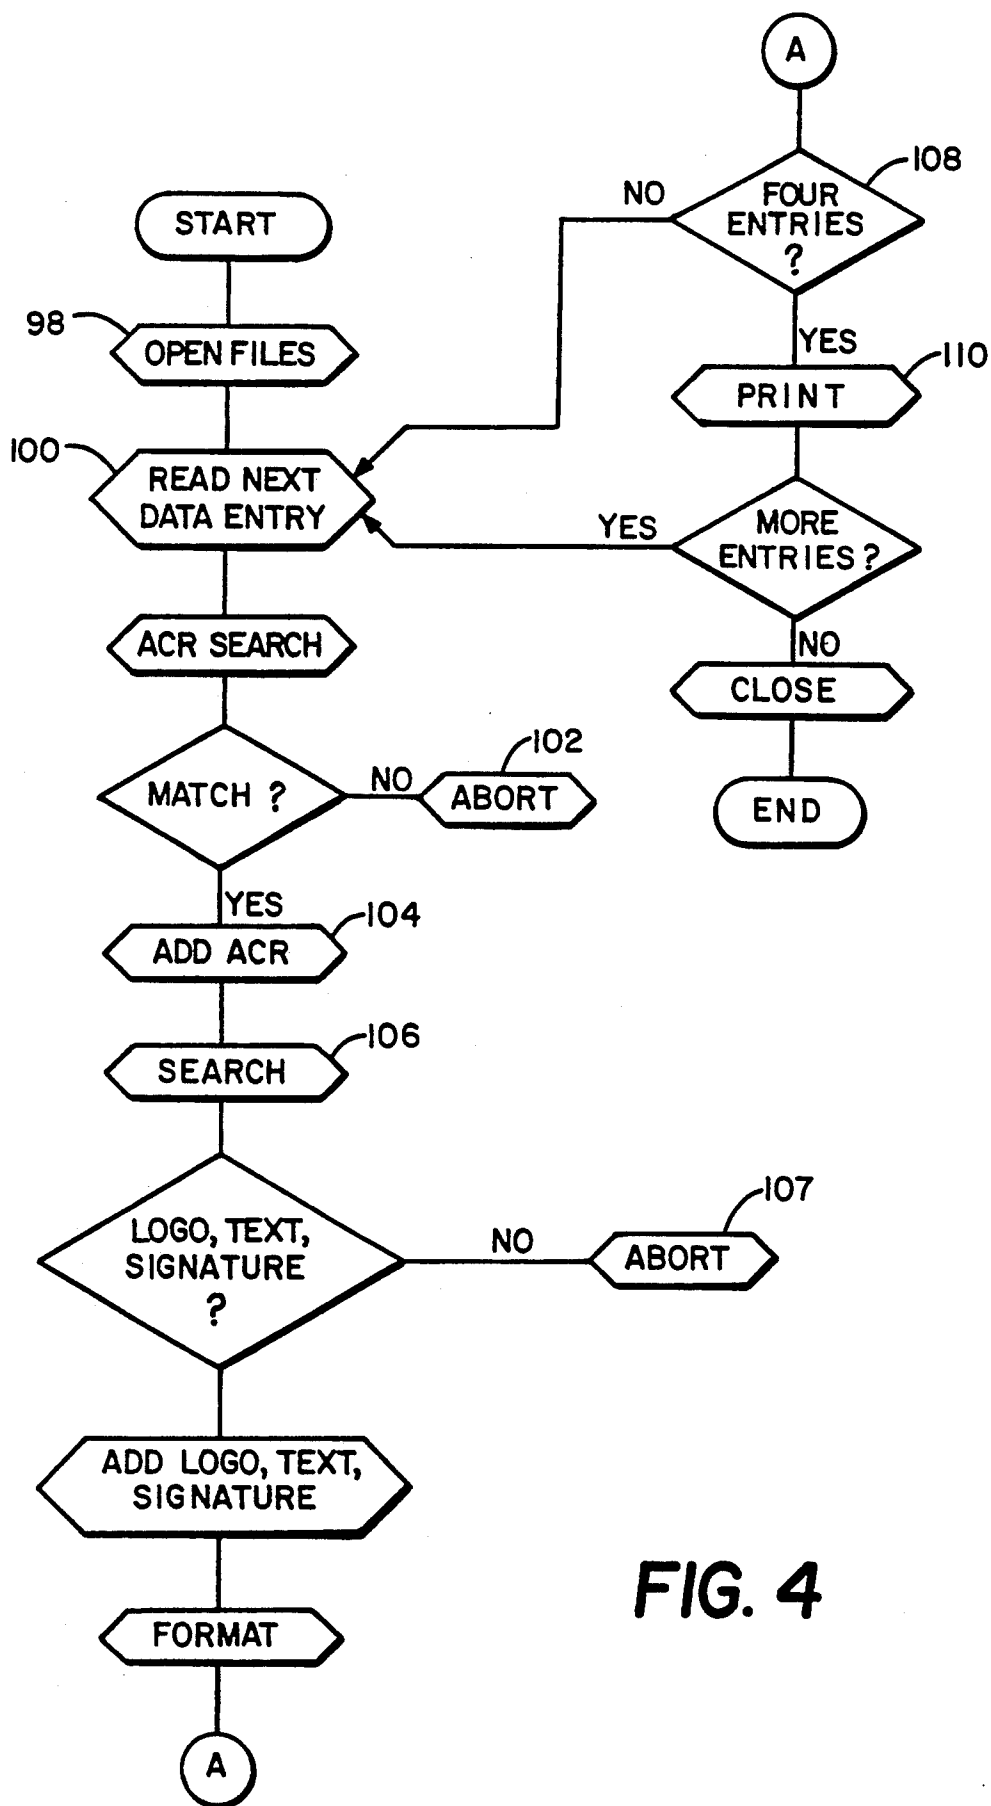 START
98
OPEN FILES
100
READ NEXT
DATA ENTRY
ACR SEARCH
MATCH ?
NO
102
ABORT
YES
104
ADD ACR
106
SEARCH
LOGO, TEXT,
SIGNATURE
?
NO
107
ABORT
ADD LOGO, TEXT,
SIGNATURE
FORMAT
A
A
108
FOUR
ENTRIES
?
NO
YES
110
PRINT
MORE
ENTRIES ?
YES
NO
CLOSE
END
FIG. 4